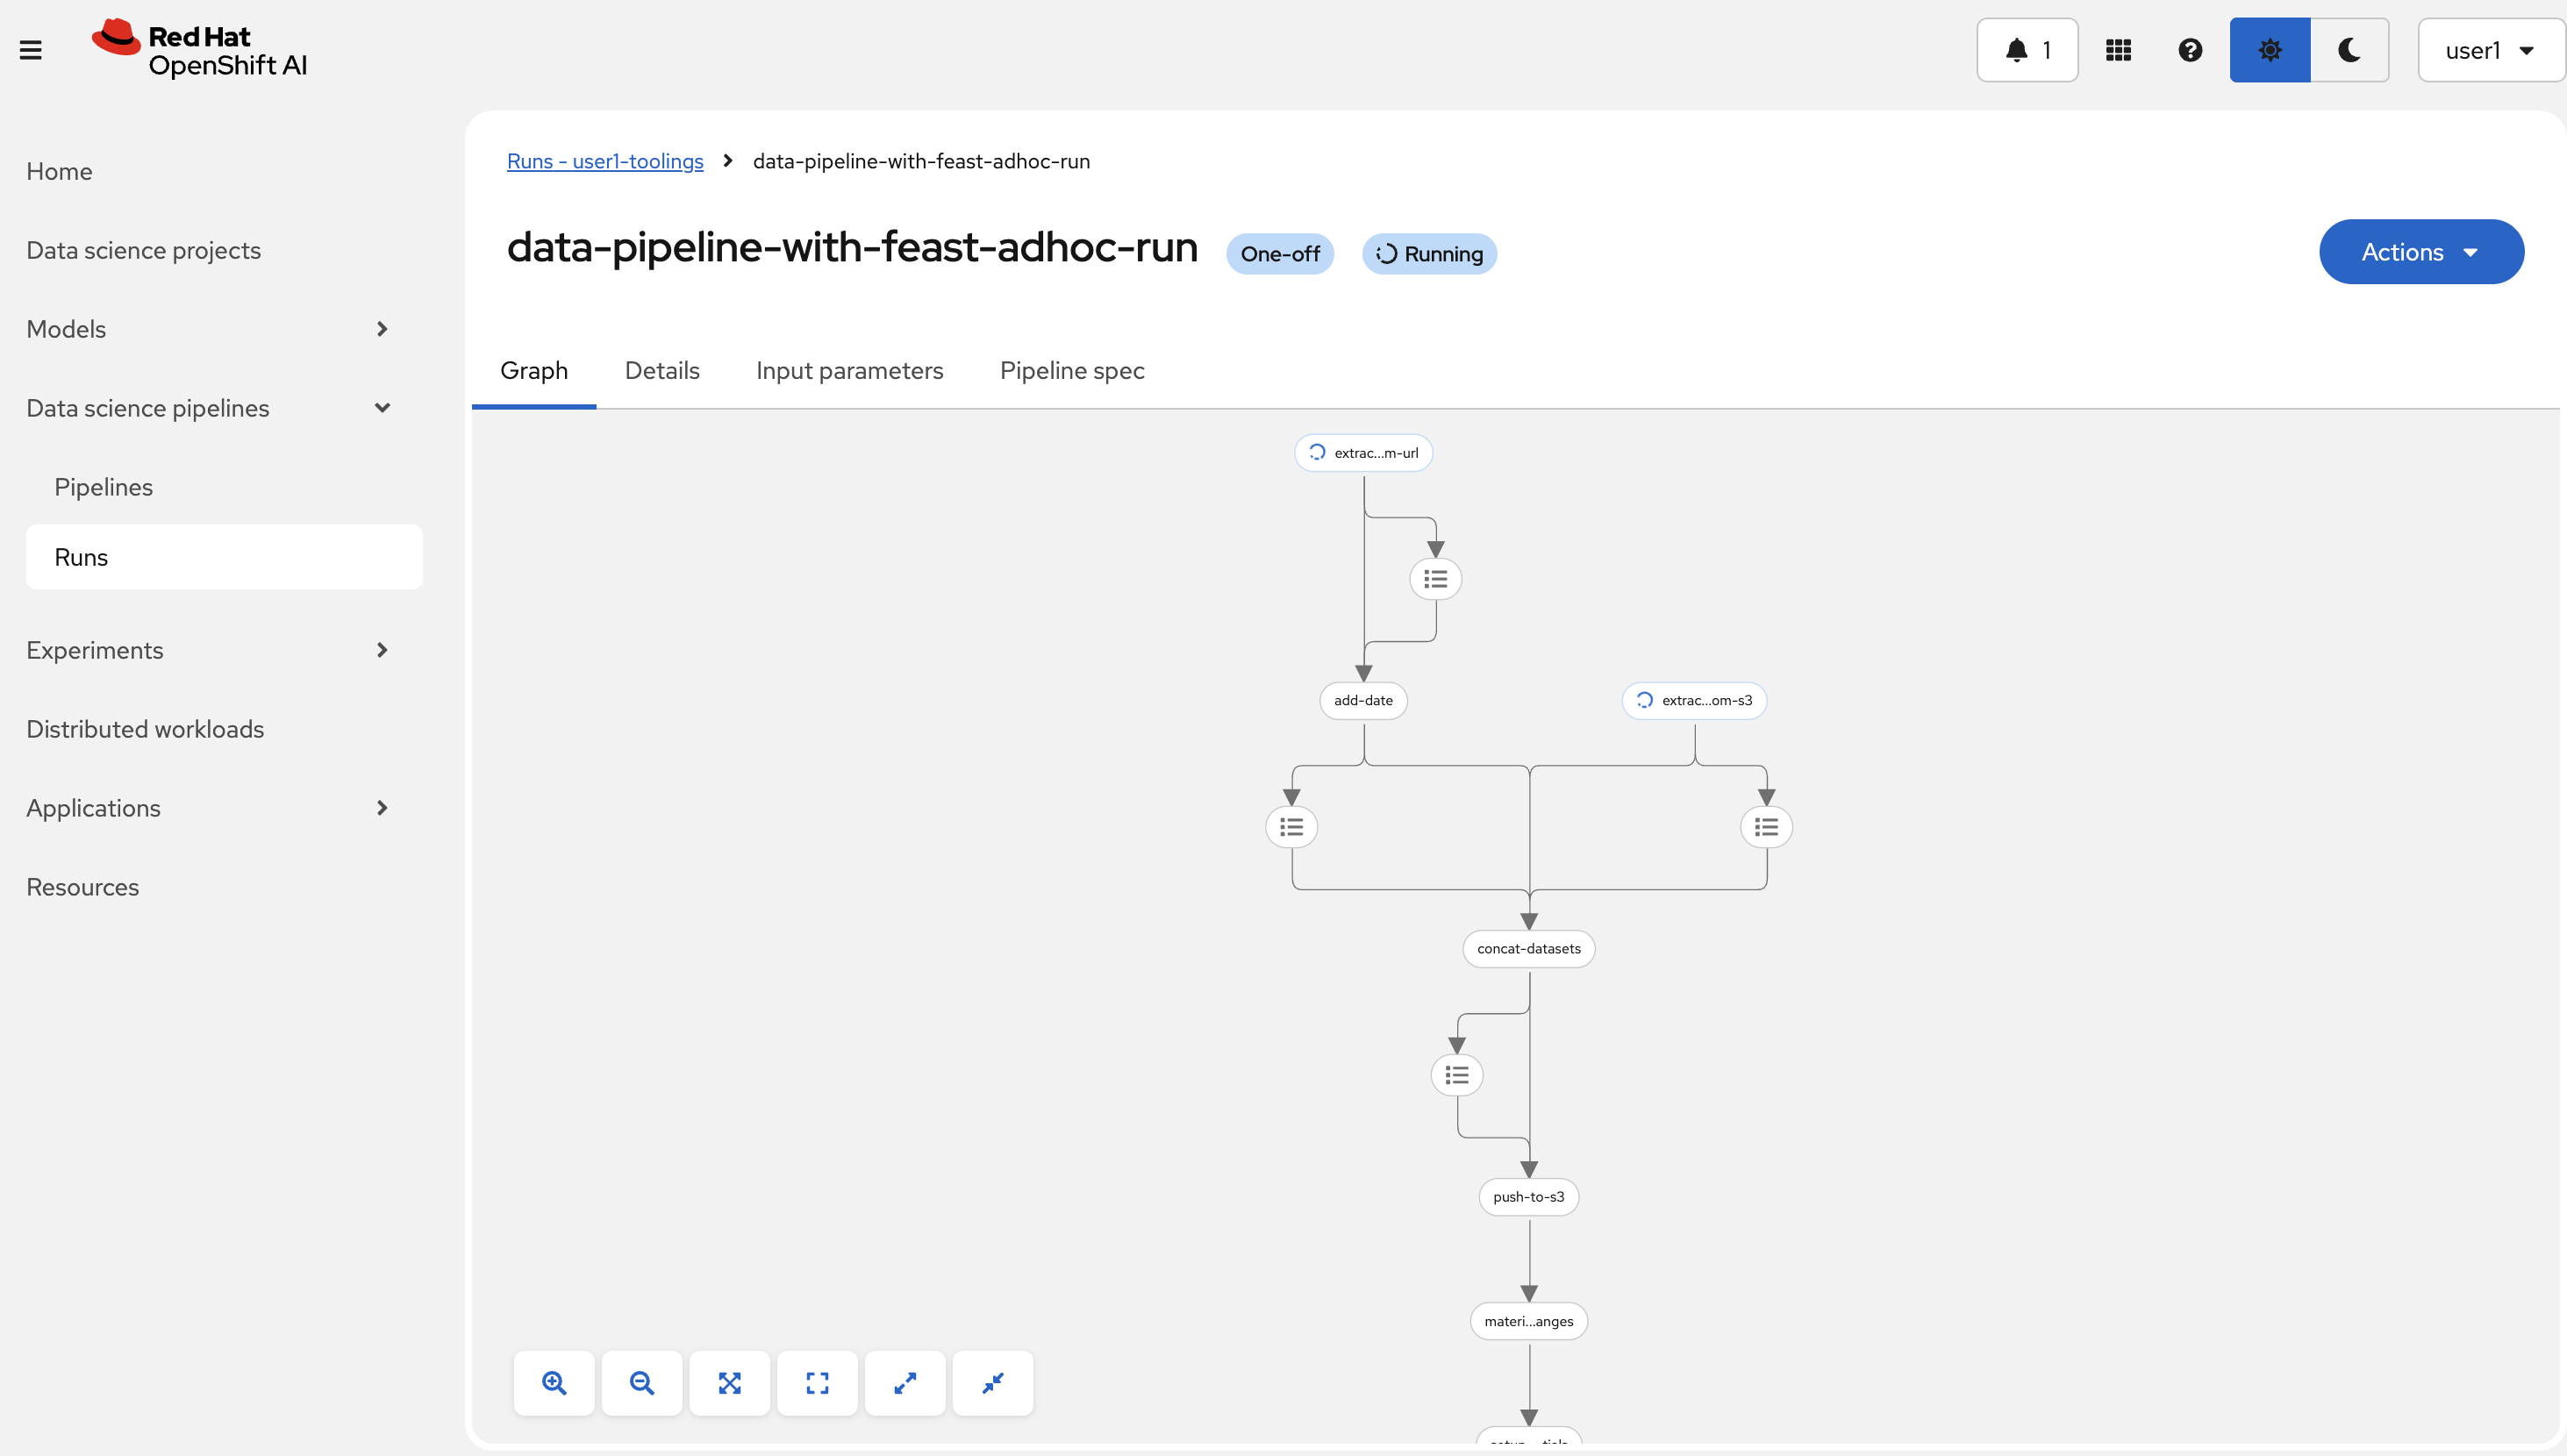 Red Hat
OpenShift AI
1
user1
Home
Data science projects
Models
Data science pipelines
Pipelines
Runs
Experiments
Distributed workloads
Applications
Resources
Runs - user1-toolings
data-pipeline-with-feast-adhoc-run
data-pipeline-with-feast-adhoc-run
One-off
Running
Actions
Graph
Details
Input parameters
Pipeline spec
extrac...m-url
add-date
extrac...om-s3
concat-datasets
push-to-s3
materi...anges